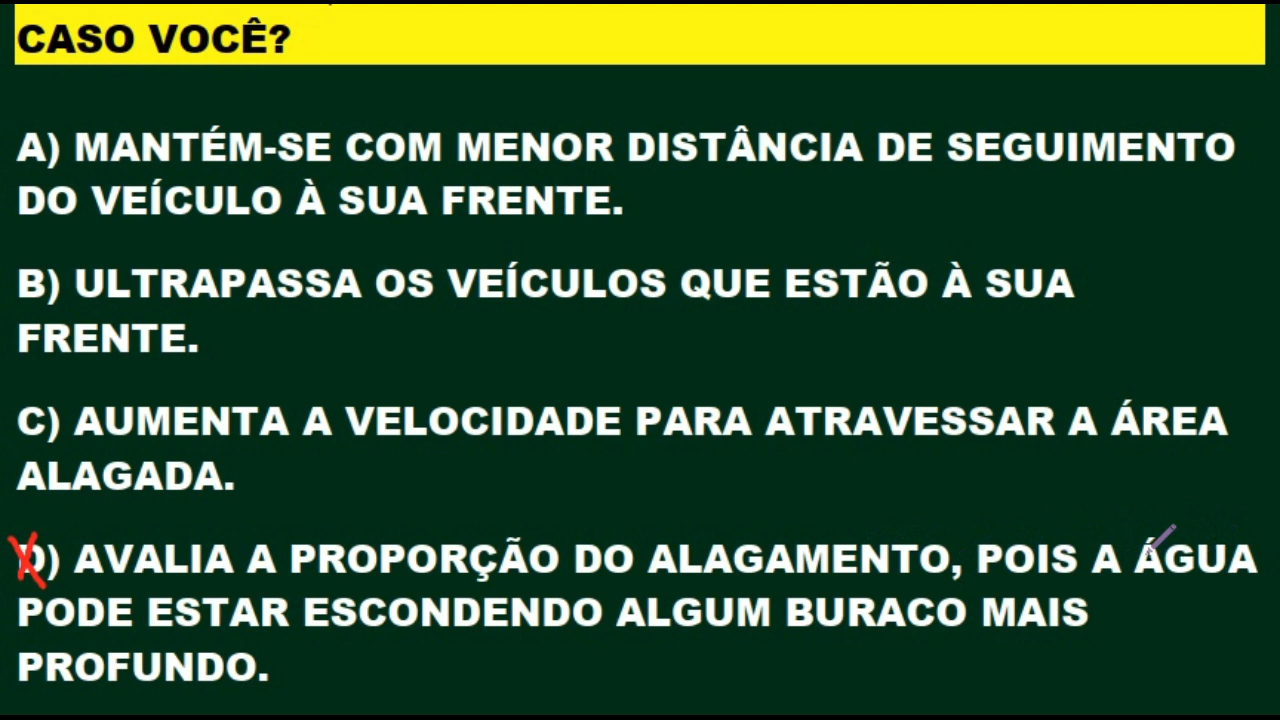 CASO VOCÊ?
A) MANTÉM-SE COM MENOR DISTÂNCIA DE SEGUIMENTO
DO VEÍCULO À SUA FRENTE.
B) ULTRAPASSA OS VEÍCULOS QUE ESTÃO À SUA
FRENTE.
C) AUMENTA A VELOCIDADE PARA ATRAVESSAR A ÁREA
ALAGADA.
D) AVALIA A PROPORÇÃO DO ALAGAMENTO, POIS A ÁGUA
PODE ESTAR ESCONDENDO ALGUM BURACO MAIS
PROFUNDO.